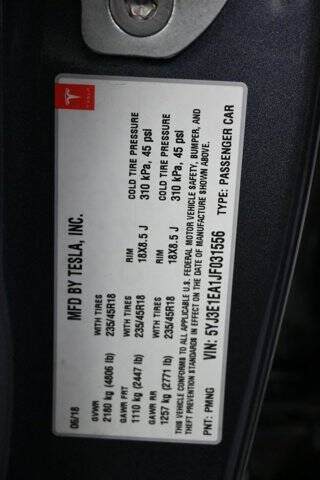 TESLA
MFD BY TESLA, INC.
06/18
GVWR WITH TIRES RIM COLD TIRE PRESSURE
2180 kg (4806 lb) 235/45R18 18X8.5 J 310 kPa, 45 psi
GAWR FRT WITH TIRES RIM COLD TIRE PRESSURE
1110 kg (2447 lb) 235/45R18 18X8.5 J 310 kPa, 45 psi
GAWR RR WITH TIRES
1257 kg (2771 lb) 235/45R18
THIS VEHICLE CONFORMS TO ALL APPLICABLE U.S. FEDERAL MOTOR VEHICLE SAFETY, BUMPER, AND
THEFT PREVENTION STANDARDS IN EFFECT ON THE DATE OF MANUFACTURE SHOWN ABOVE.
PNT: PMNG VIN: 5YJ3E1EA1JF031556 TYPE: PASSENGER CAR